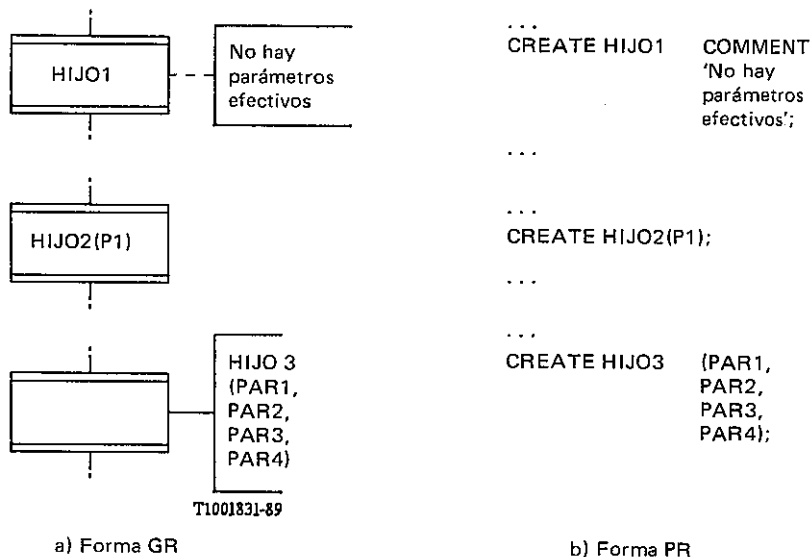 HIJO1
No hay
parámetros
efectivos
HIJO2(P1)
HIJO 3
(PAR1,
PAR2,
PAR3,
PAR4)
T1001831-89
a) Forma GR
. . .
CREATE HIJO1 COMMENT
'No hay
parámetros
efectivos';
. . .
. . .
CREATE HIJO2(P1);
. . .
. . .
CREATE HIJO3 (PAR1,
PAR2,
PAR3,
PAR4);
b) Forma PR